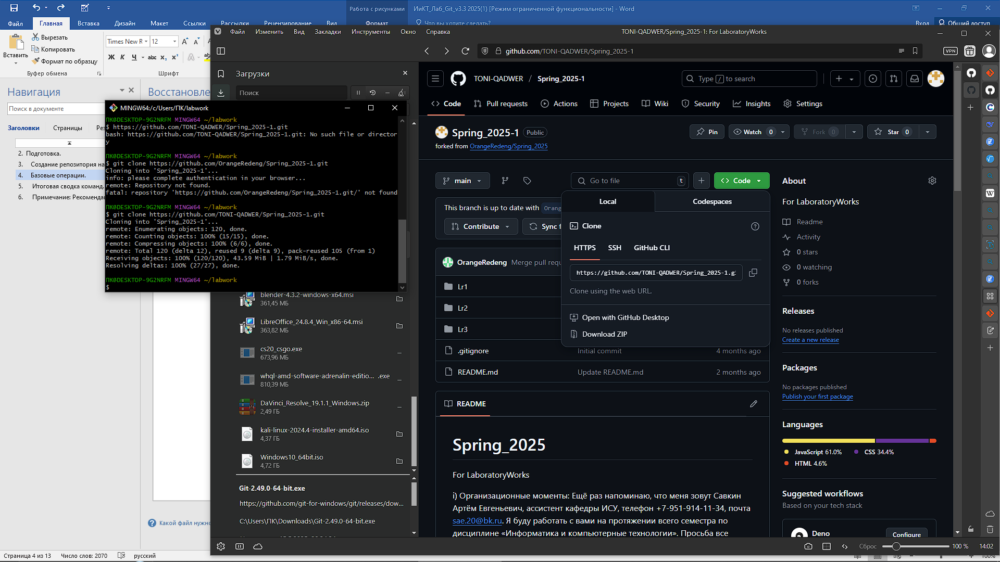 Работа с рисунками
ИиКТ_Лаб_Git_v3.3 2025(1) [Режим ограниченной функциональности] - Word
Файл
Главная
Вставка
Дизайн
Макет
Ссылки
Рассылки
Рецензирование
Вид
Формат
Что вы хотите сделать?
Вход
Общий доступ
Вставить
Вырезать
Копировать
Формат по образцу
Буфер обмена
Times New R
12
Ж К Ч abc x₂ x²
Шрифт
Навигация
Поиск в документе
Заголовки
Страницы
Рез
2. Подготовка.
3. Создание репозитория на
4. Базовые операции.
5. Итоговая сводка команд.
6. Примечание: Рекоменда
Восстановле
Какой файл нужно
Страница 4 из 13
Число слов: 2070
русский
Файл
Изменить
Вид
Закладки
Инструменты
Окно
Справка
TONI-QADWER/Spring_2025-1: For LaboratoryWorks
github.com/TONI-QADWER/Spring_2025-1
VPN
Загрузки
Поиск
MINGW64:/c/Users/ПК/labwork
ПК@DESKTOP-9G2NRFM MINGW64 ~/labwork
$ https://github.com/TONI-QADWER/Spring_2025-1.git
bash: https://github.com/TONI-QADWER/Spring_2025-1.git: No such file or director
y
ПК@DESKTOP-9G2NRFM MINGW64 ~/labwork
$ git clone https://github.com/OrangeRedeng/Spring_2025-1.git
Cloning into 'Spring_2025-1'...
info: please complete authentication in your browser...
remote: Repository not found.
fatal: repository 'https://github.com/OrangeRedeng/Spring_2025-1.git/' not found
ПК@DESKTOP-9G2NRFM MINGW64 ~/labwork
$ git clone https://github.com/TONI-QADWER/Spring_2025-1.git
Cloning into 'Spring_2025-1'...
remote: Enumerating objects: 120, done.
remote: Counting objects: 100% (15/15), done.
remote: Compressing objects: 100% (6/6), done.
remote: Total 120 (delta 12), reused 9 (delta 9), pack-reused 105 (from 1)
Receiving objects: 100% (120/120), 43.59 MiB | 1.79 MiB/s, done.
Resolving deltas: 100% (27/27), done.
ПК@DESKTOP-9G2NRFM MINGW64 ~/labwork
$
blender-4.3.2-windows-x64.msi
361,45 МБ
LibreOffice_24.8.4_Win_x86-64.msi
363,82 МБ
cs20_csgo.exe
673,96 МБ
whql-amd-software-adrenalin-editio... .exe
810,39 МБ
DaVinci_Resolve_19.1.1_Windows.zip
2,49 ГБ
kali-linux-2024.4-installer-amd64.iso
4,37 ГБ
Windows10_64bit.iso
4,72 ГБ
Git-2.49.0-64-bit.exe
https://github.com/git-for-windows/git/releases/dow...
C:\Users\ПК\Downloads\Git-2.49.0-64-bit.exe
TONI-QADWER / Spring_2025-1
Type / to search
Code
Pull requests
Actions
Projects
Wiki
Security
Insights
Settings
Spring_2025-1
Public
forked from OrangeRedeng/Spring_2025
Pin
Watch 0
Fork 0
Star 0
main
Go to file
t
Code
This branch is up to date with Orang
Contribute
Sync f
OrangeRedeng Merge pull requ
Lr1
Lr2
Lr3
.gitignore
Initial commit
4 months ago
README.md
Update README.md
2 months ago
Local
Codespaces
Clone
HTTPS
SSH
GitHub CLI
https://github.com/TONI-QADWER/Spring_2025-1.g
Clone using the web URL.
Open with GitHub Desktop
Download ZIP
README
Spring_2025
For LaboratoryWorks
i) Организационные моменты: Ещё раз напоминаю, что меня зовут Савкин
Артём Евгеньевич, ассистент кафедры ИСУ, телефон +7-951-914-11-34, почта
sae.20@bk.ru. Я буду работать с вами на протяжении всего семестра по
дисциплине «Информатика и компьютерные технологии». Просьба все
About
For LaboratoryWorks
Readme
Activity
0 stars
0 watching
0 forks
Releases
No releases published
Create a new release
Packages
No packages published
Publish your first package
Languages
JavaScript 61.0%
CSS 34.4%
HTML 4.6%
Suggested workflows
Based on your tech stack
Deno
Configure
Сброс
100 %
14:02
100%